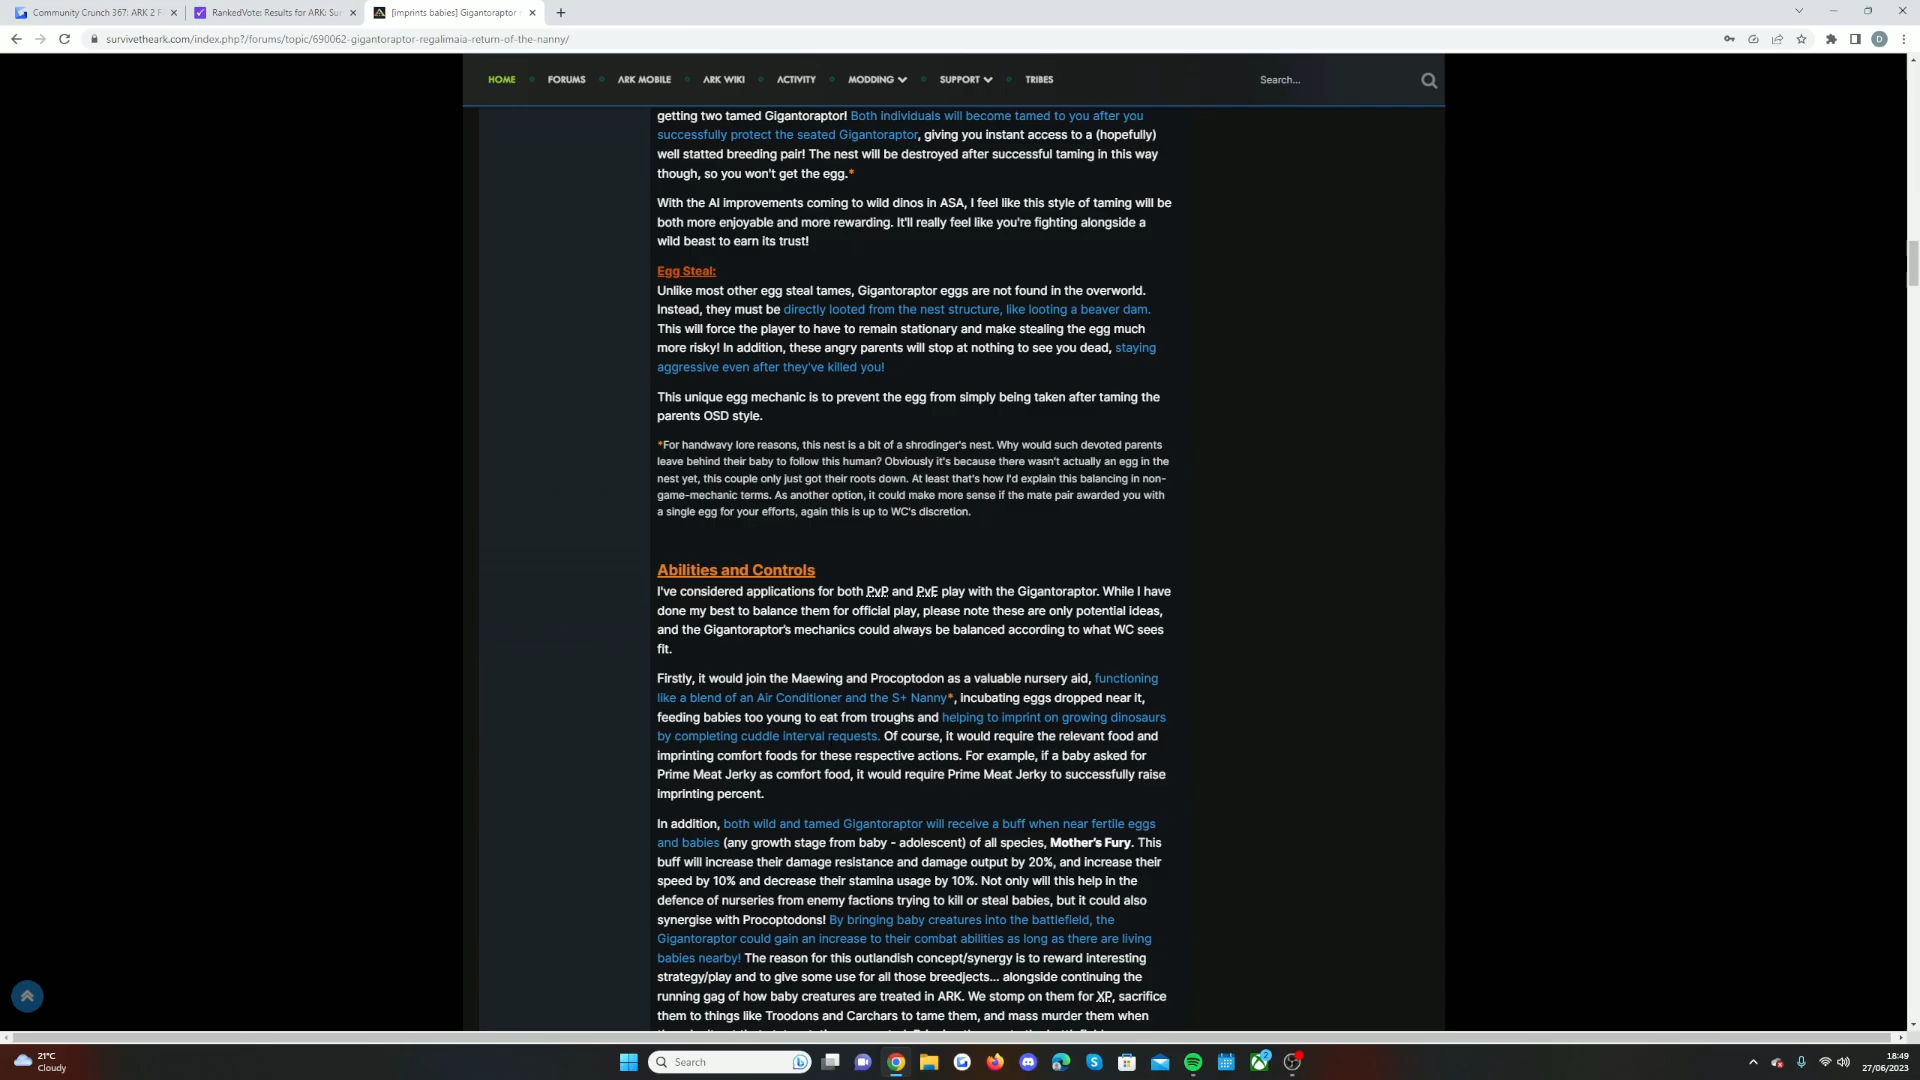 Community Crunch 367: ARK 2 F
RankedVote: Results for ARK: Sur
[imprints babies] Gigantoraptor r
survivetheark.com/index.php?/forums/topic/690062-gigantoraptor-regalimaia-return-of-the-nanny/
D
HOME FORUMS ARK MOBILE ARK WIKI ACTIVITY MODDING SUPPORT TRIBES Search...
getting two tamed Gigantoraptor! Both individuals will become tamed to you after you
successfully protect the seated Gigantoraptor, giving you instant access to a (hopefully)
well statted breeding pair! The nest will be destroyed after successful taming in this way
though, so you won't get the egg.*
With the AI improvements coming to wild dinos in ASA, I feel like this style of taming will be
both more enjoyable and more rewarding. It'll really feel like you're fighting alongside a
wild beast to earn its trust!
Egg Steal:
Unlike most other egg steal tames, Gigantoraptor eggs are not found in the overworld.
Instead, they must be directly looted from the nest structure, like looting a beaver dam.
This will force the player to have to remain stationary and make stealing the egg much
more risky! In addition, these angry parents will stop at nothing to see you dead, staying
aggressive even after they've killed you!
This unique egg mechanic is to prevent the egg from simply being taken after taming the
parents OSD style.
*For handwavy lore reasons, this nest is a bit of a shrodinger's nest. Why would such devoted parents
leave behind their baby to follow this human? Obviously it's because there wasn't actually an egg in the
nest yet, this couple only just got their roots down. At least that's how I'd explain this balancing in non-
game-mechanic terms. As another option, it could make more sense if the mate pair awarded you with
a single egg for your efforts, again this is up to WC's discretion.
Abilities and Controls
I've considered applications for both PvP and PvE play with the Gigantoraptor. While I have
done my best to balance them for official play, please note these are only potential ideas,
and the Gigantoraptor's mechanics could always be balanced according to what WC sees
fit.
Firstly, it would join the Maewing and Procoptodon as a valuable nursery aid, functioning
like a blend of an Air Conditioner and the S+ Nanny*, incubating eggs dropped near it,
feeding babies too young to eat from troughs and helping to imprint on growing dinosaurs
by completing cuddle interval requests. Of course, it would require the relevant food and
imprinting comfort foods for these respective actions. For example, if a baby asked for
Prime Meat Jerky as comfort food, it would require Prime Meat Jerky to successfully raise
imprinting percent.
In addition, both wild and tamed Gigantoraptor will receive a buff when near fertile eggs
and babies (any growth stage from baby - adolescent) of all species, Mother's Fury. This
buff will increase their damage resistance and damage output by 20%, and increase their
speed by 10% and decrease their stamina usage by 10%. Not only will this help in the
defence of nurseries from enemy factions trying to kill or steal babies, but it could also
synergise with Procoptodons! By bringing baby creatures into the battlefield, the
Gigantoraptor could gain an increase to their combat abilities as long as there are living
babies nearby! The reason for this outlandish concept/synergy is to reward interesting
strategy/play and to give some use for all those breedjects... alongside continuing the
running gag of how baby creatures are treated in ARK. We stomp on them for XP, sacrifice
them to things like Troodons and Carchars to tame them, and mass murder them when
21°C
Cloudy
Search
2
18:49
27/06/2023